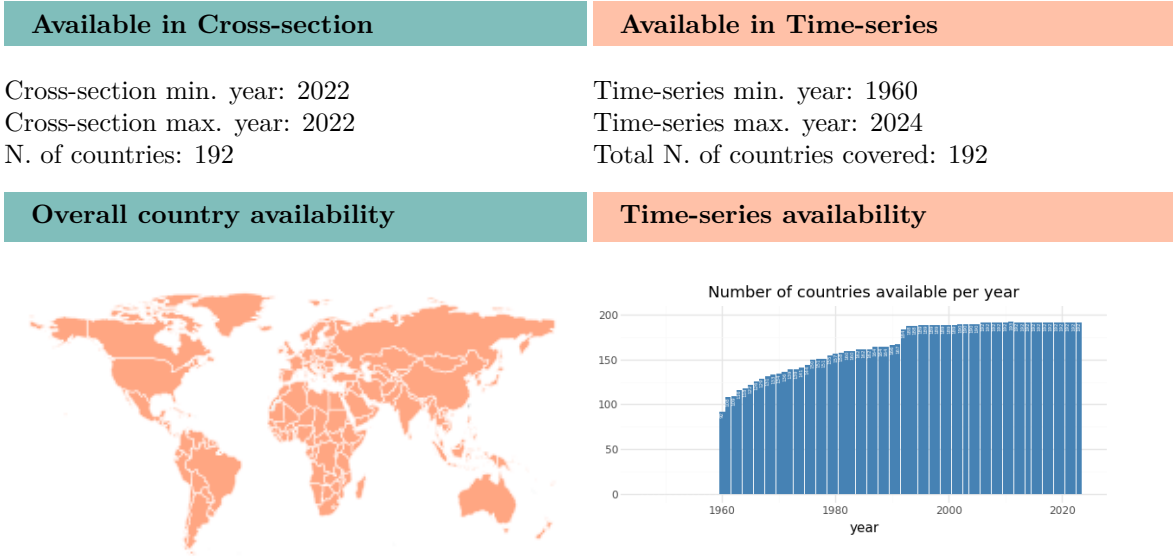 Available in Cross-section
Available in Time-series
Cross-section min. year: 2022
Cross-section max. year: 2022
N. of countries: 192
Time-series min. year: 1960
Time-series max. year: 2024
Total N. of countries covered: 192
Overall country availability
Time-series availability
Number of countries available per year
200
150
100
50
0
1960 1980 2000 2020
year